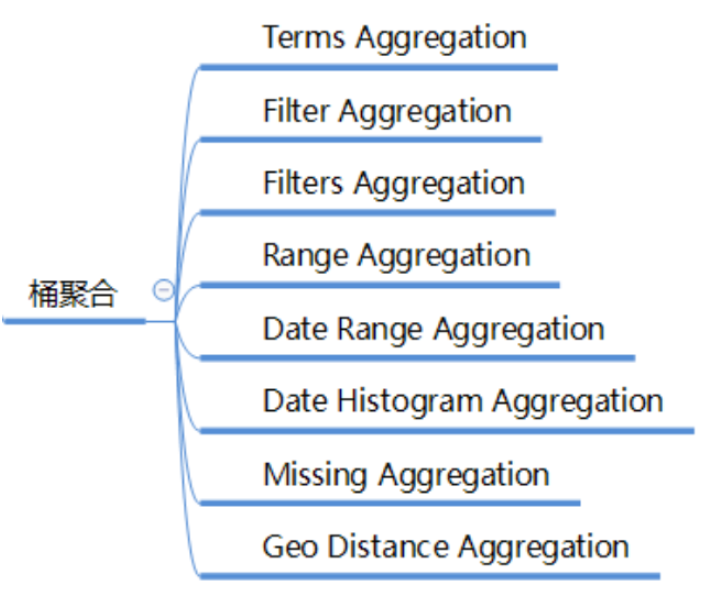 Terms Aggregation
Filter Aggregation
Filters Aggregation
Range Aggregation
桶聚合
Date Range Aggregation
Date Histogram Aggregation
Missing Aggregation
Geo Distance Aggregation